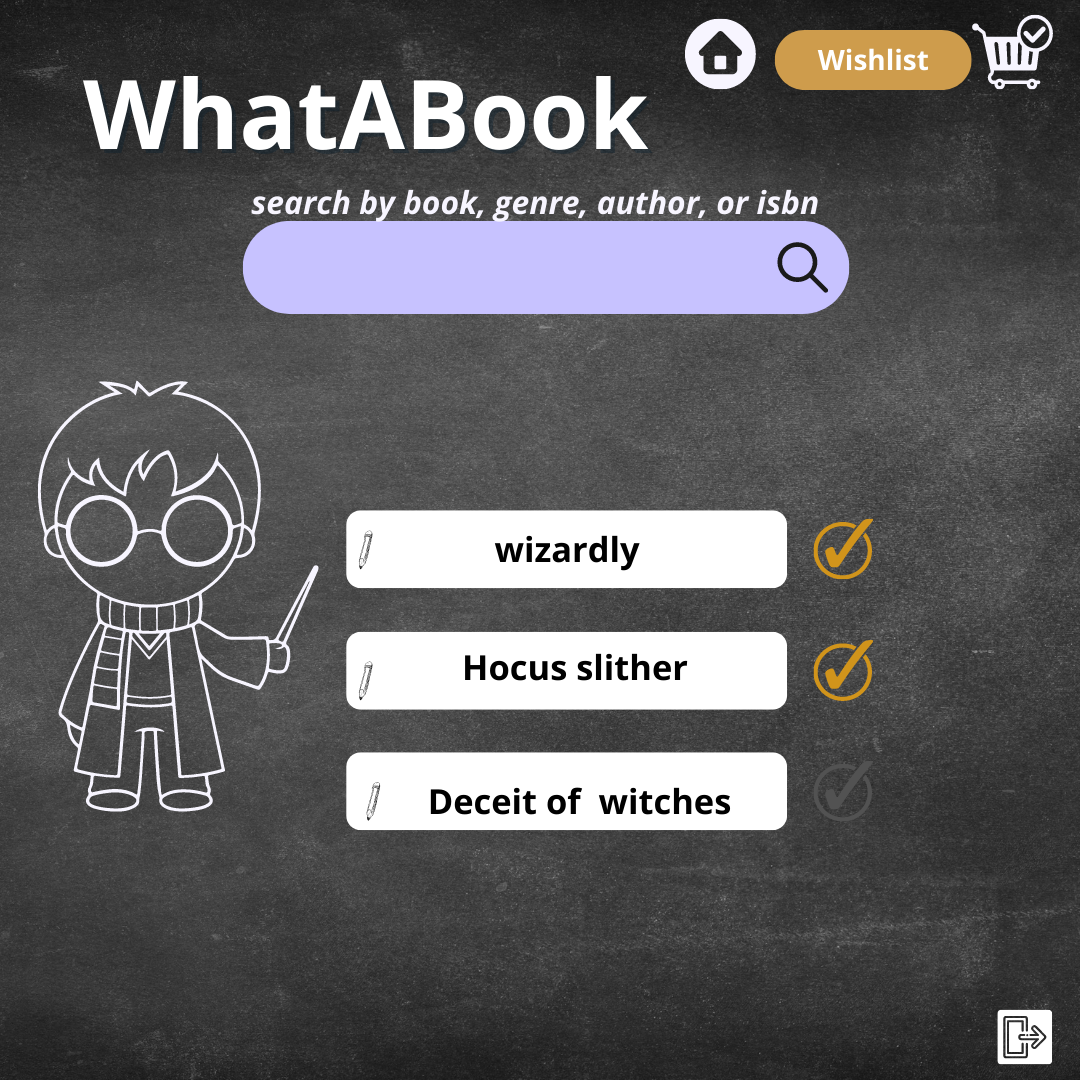 Wishlist
WhatABook
search by book, genre, author, or isbn
wizardly
Hocus slither
Deceit of  witches